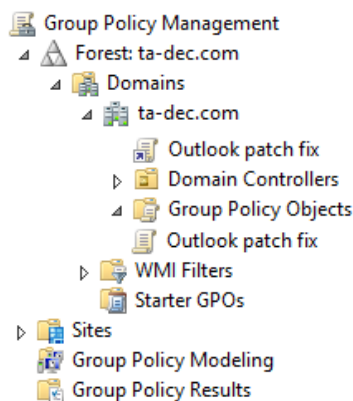 Group Policy Management
Forest: ta-dec.com
Domains
ta-dec.com
Outlook patch fix
Domain Controllers
Group Policy Objects
Outlook patch fix
WMI Filters
Starter GPOs
Sites
Group Policy Modeling
Group Policy Results